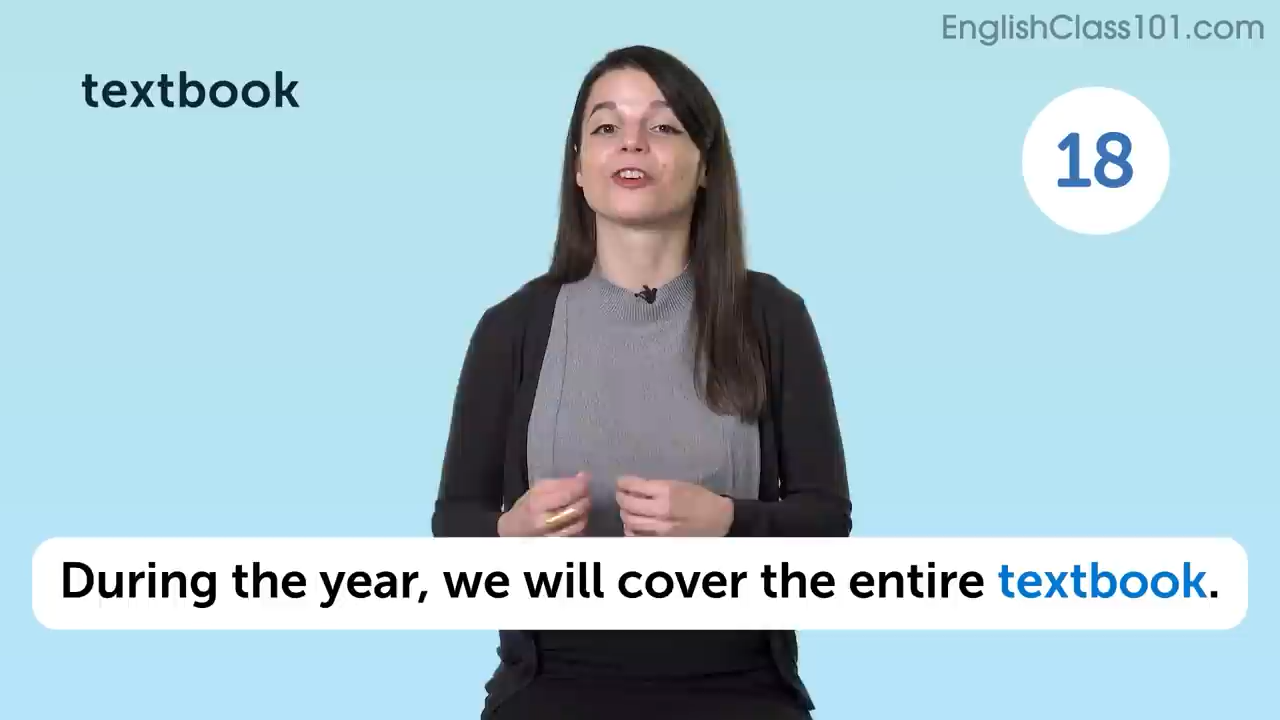 EnglishClass101.com
textbook
18
During the year, we will cover the entire textbook.